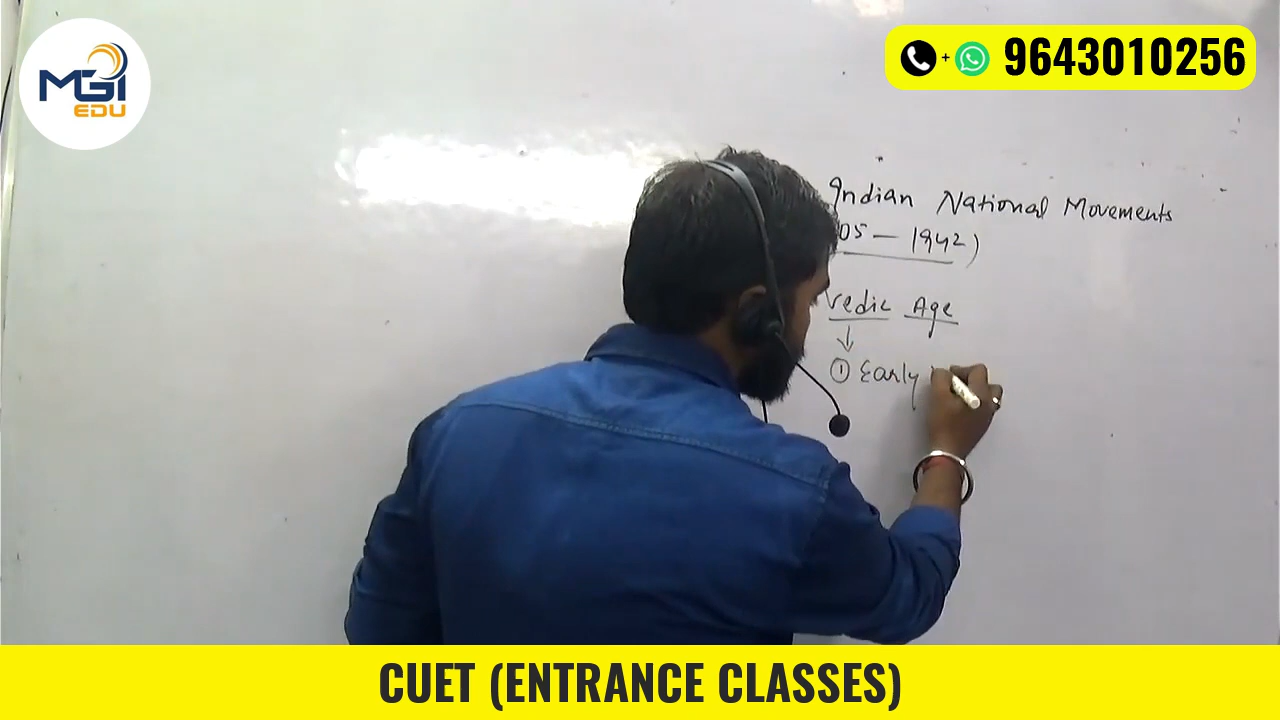 MGI
EDU
+ 9643010256
Indian National Movements
05 — 1942)
Vedic Age
↓
① Early
CUET (ENTRANCE CLASSES)